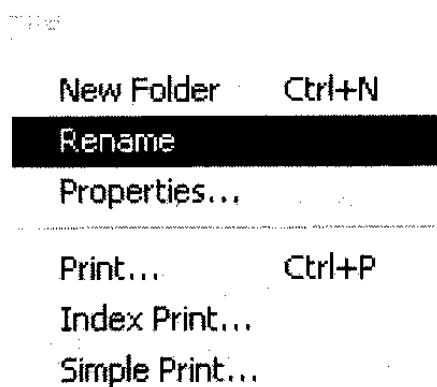 New Folder Ctrl+N
Rename
Properties...
Print... Ctrl+P
Index Print...
Simple Print...